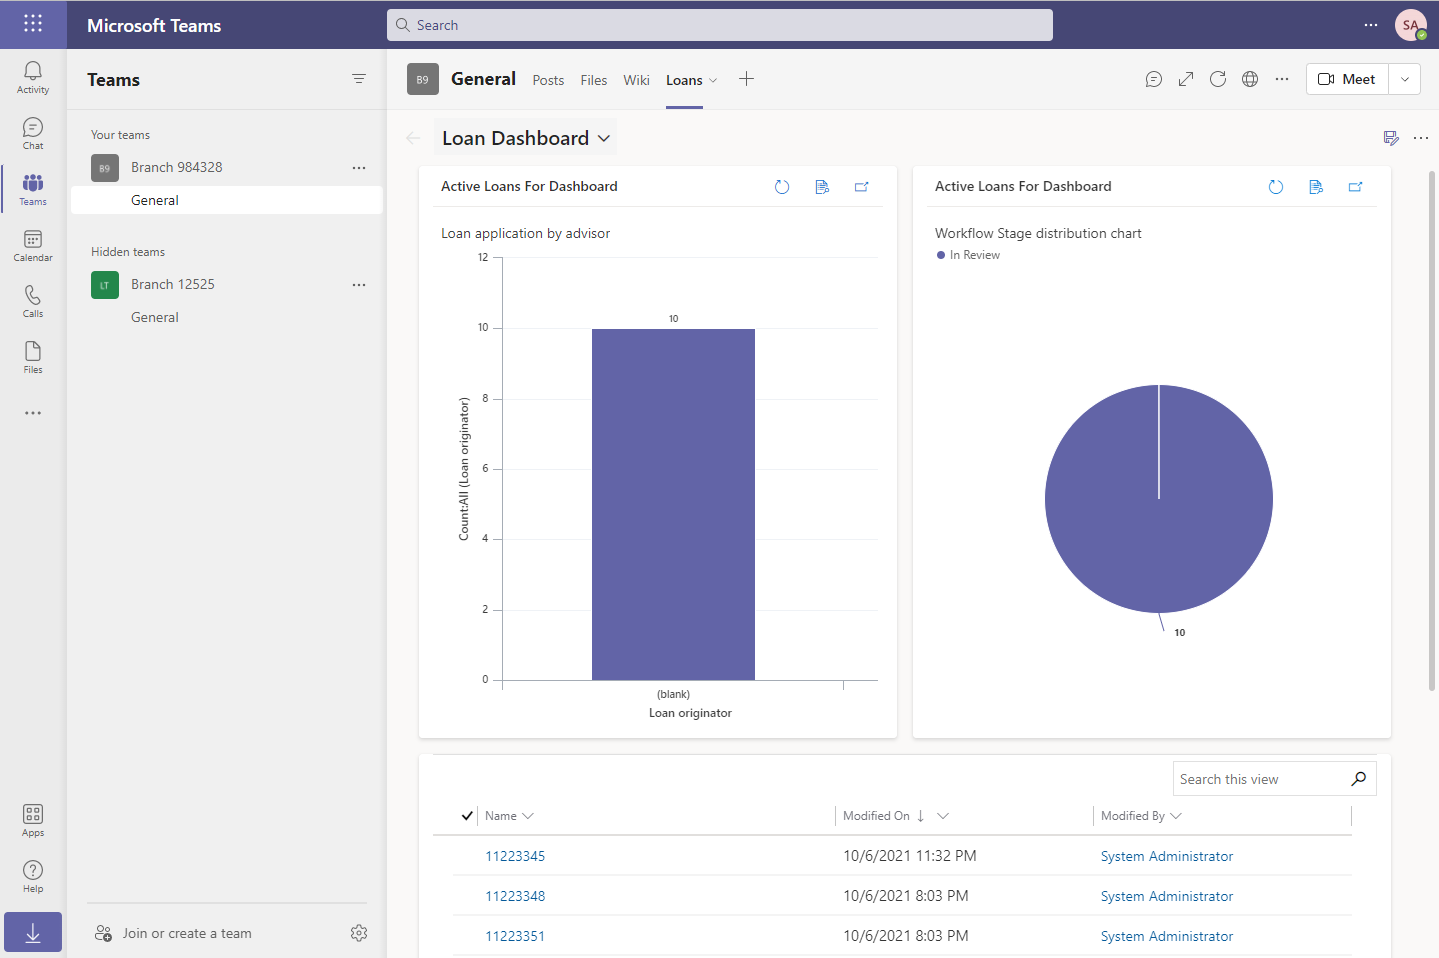 Microsoft Teams
Search
SA
Activity
Chat
Teams
Calendar
Calls
Files
Apps
Help
Teams
Your teams
B9 Branch 984328
General
Hidden teams
LT Branch 12525
General
Join or create a team
B9 General Posts Files Wiki Loans
Meet
Loan Dashboard
Active Loans For Dashboard
Loan application by advisor
12
10
8
6
4
2
0
10
Count:All (Loan originator)
(blank)
Loan originator
Active Loans For Dashboard
Workflow Stage distribution chart
In Review
10
Search this view
Name Modified On Modified By
11223345 10/6/2021 11:32 PM System Administrator
11223348 10/6/2021 8:03 PM System Administrator
11223351 10/6/2021 8:03 PM System Administrator